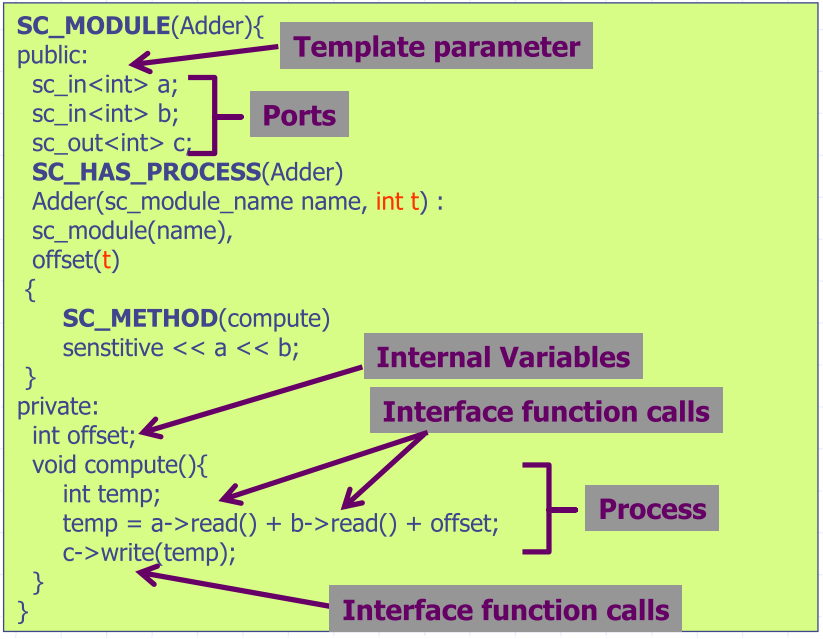 SC_MODULE(Adder){
Template parameter
public:
sc_in<int> a;
sc_in<int> b;
Ports
sc_out<int> c;
SC_HAS_PROCESS(Adder)
Adder(sc_module_name name, int t) :
sc_module(name),
offset(t)
{
SC_METHOD(compute)
senstitive << a << b;
Internal Variables
}
private:
Interface function calls
int offset;
void compute(){
int temp;
Process
temp = a->read() + b->read() + offset;
c->write(temp);
}
Interface function calls
}